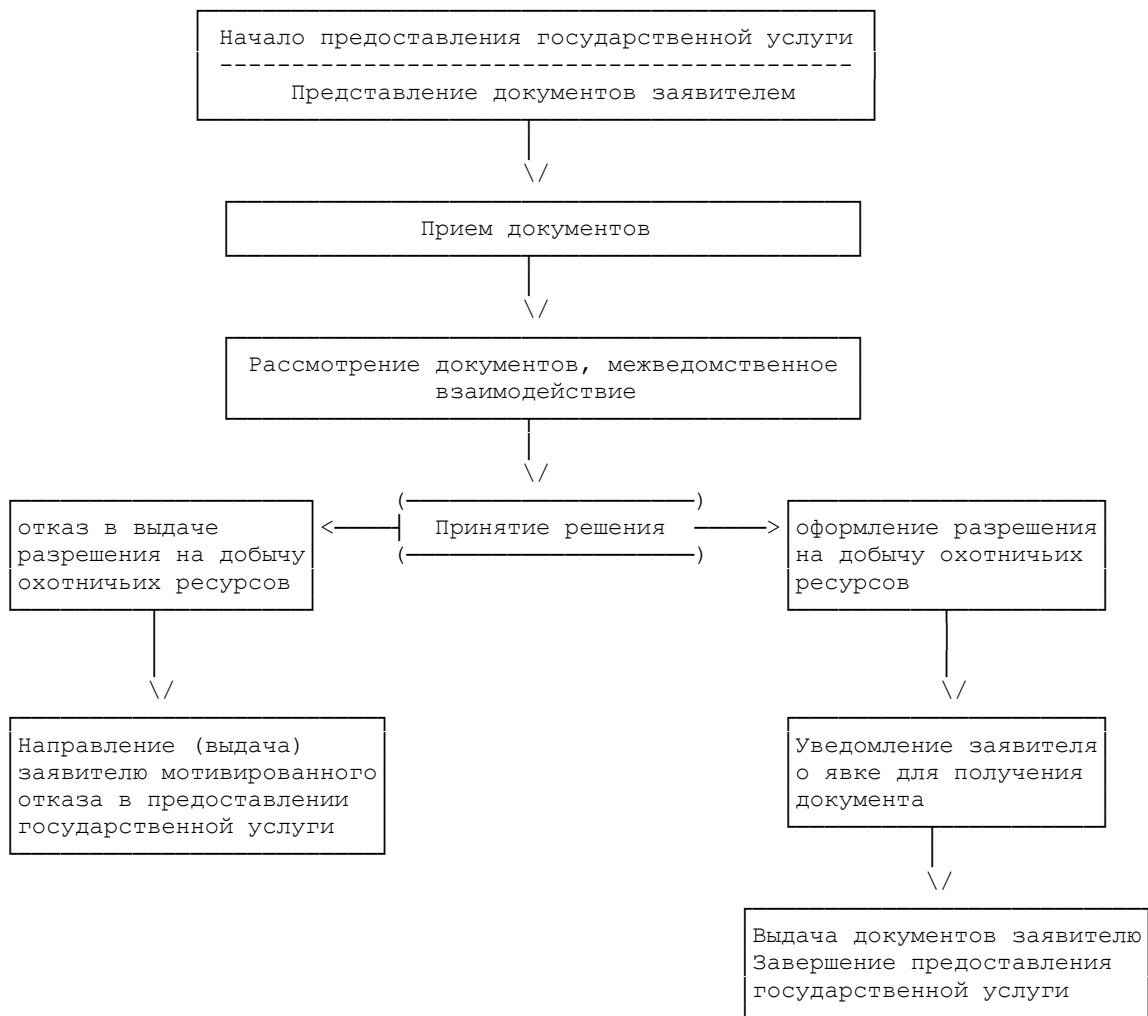 Начало предоставления государственной услуги
--------------------------------------------
Представление документов заявителем
Прием документов
Рассмотрение документов, межведомственное
взаимодействие
Принятие решения
отказ в выдаче
разрешения на добычу
охотничьих ресурсов
оформление разрешения
на добычу охотничьих
ресурсов
Направление (выдача)
заявителю мотивированного
отказа в предоставлении
государственной услуги
Уведомление заявителя
о явке для получения
документа
Выдача документов заявителю
Завершение предоставления
государственной услуги